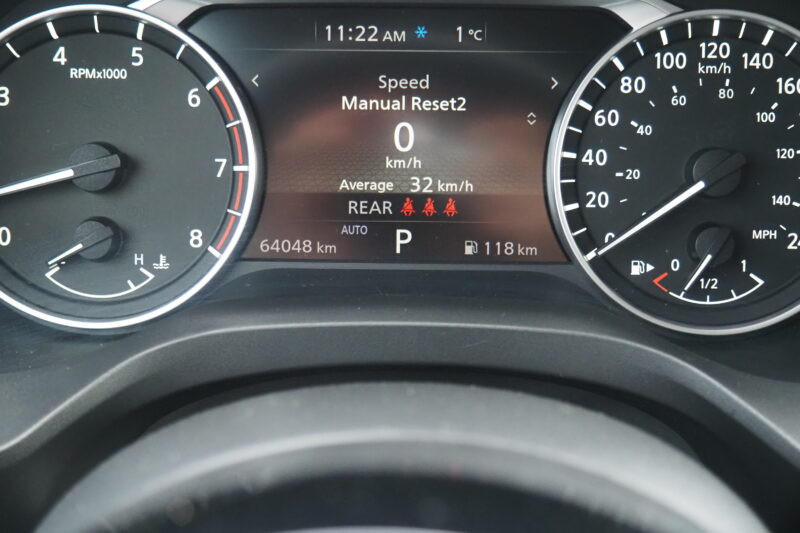 11:22 AM 1°C
Speed
Manual Reset2
0
km/h
Average 32 km/h
REAR
AUTO
64048 km P 118 km
3 4 5 6 7 8
RPMx1000
0
H
0 20 40 60 80 100 120 140 160
km/h
20 40 60 80 100 120 140
MPH
0 1/2 1